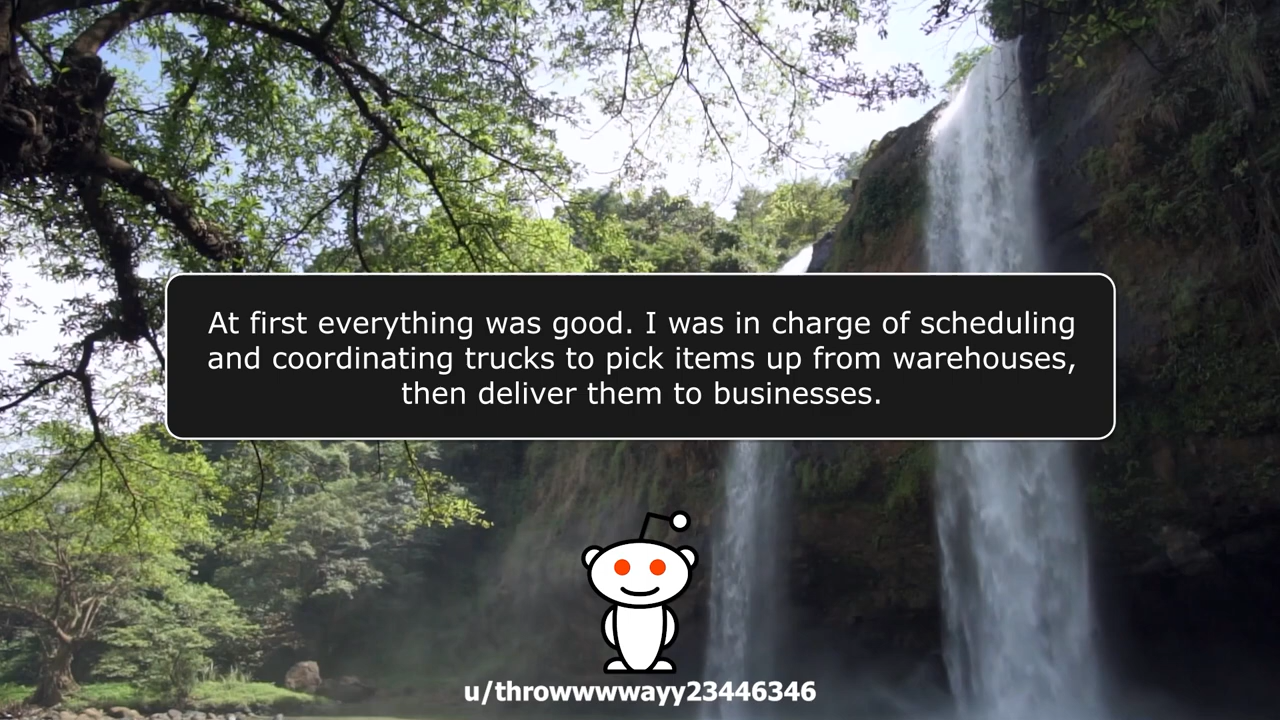 At first everything was good. I was in charge of scheduling
and coordinating trucks to pick items up from warehouses,
then deliver them to businesses.
u/throwwwwayy23446346